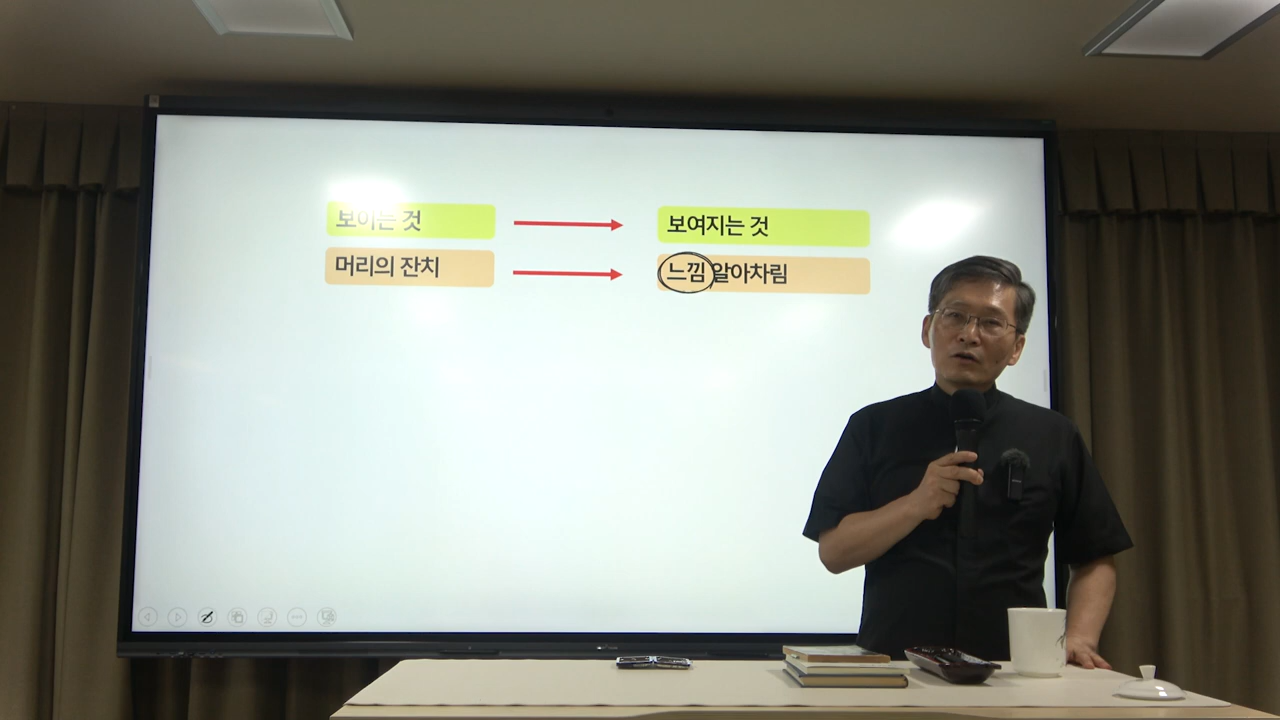 보이는 것 보여지는 것
머리의 잔치 느낌 알아차림